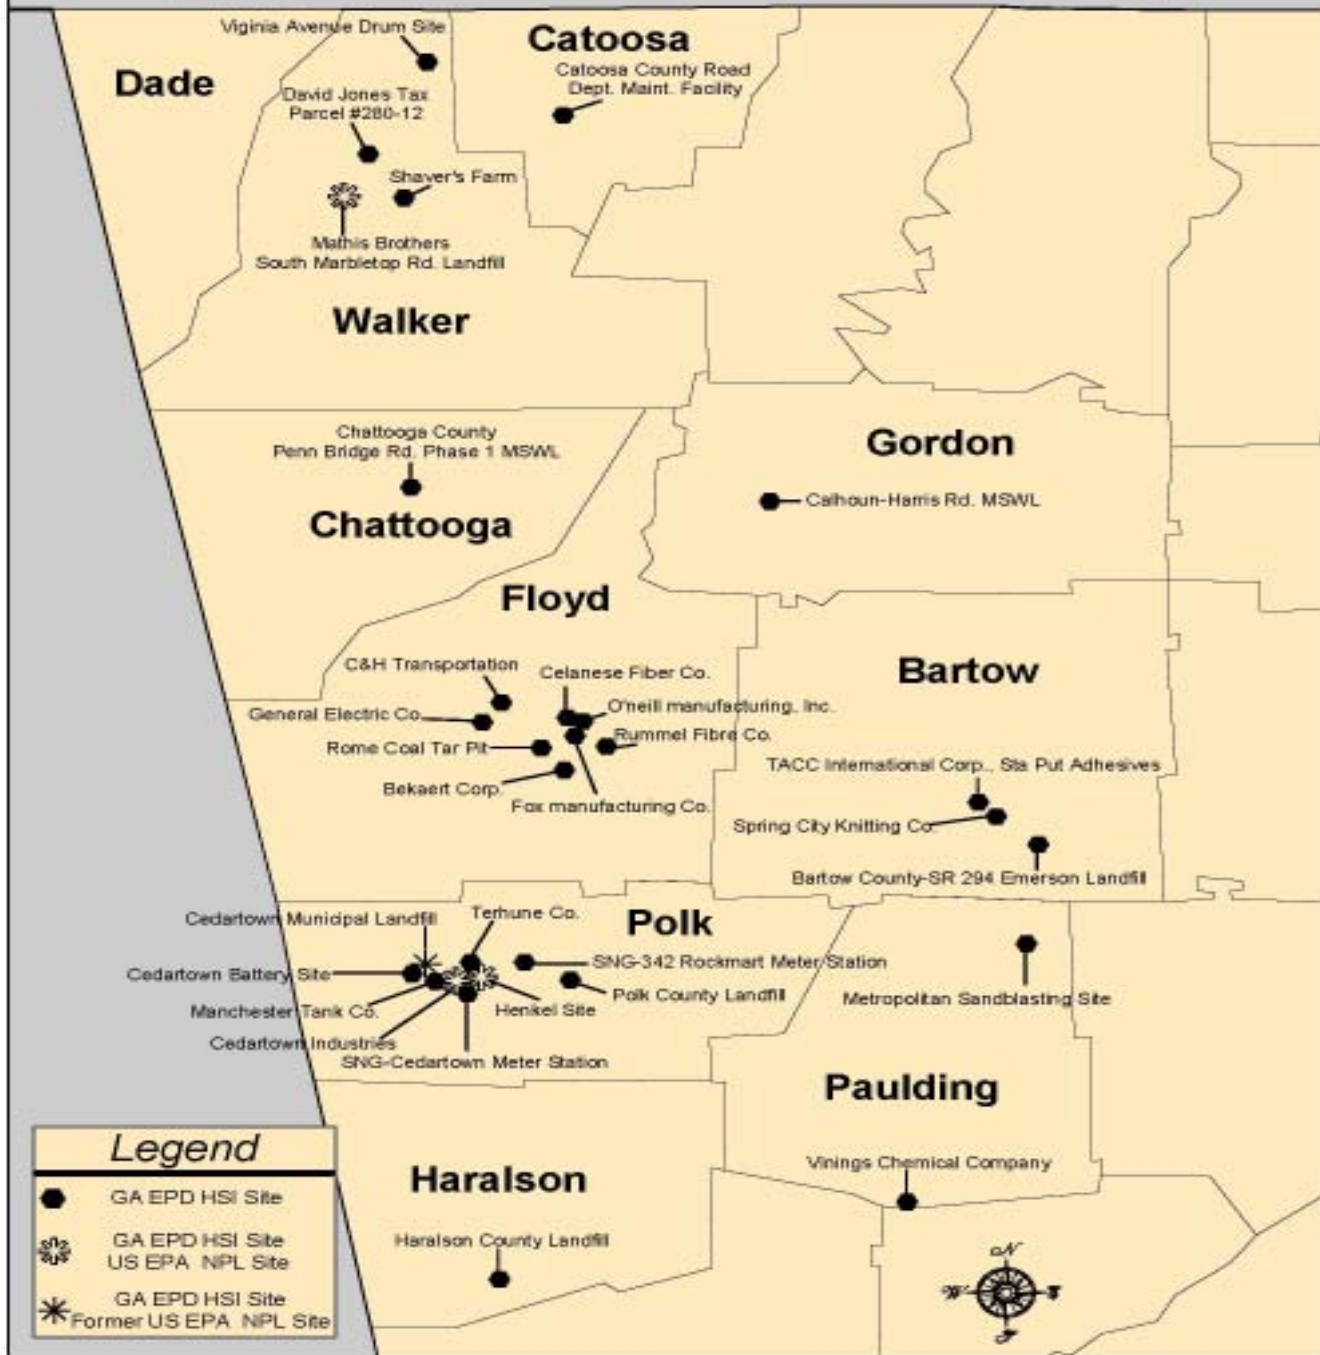 Viginia Avenue Drum Site
Catoosa
Dade
Catoosa County Road
Dept. Maint. Facility
David Jones Tax
Parcel #280-12
Shaver's Farm
Mathis Brothers
South Marbletop Rd. Landfill
Walker
Chattooga County
Penn Bridge Rd. Phase 1 MSWL
Gordon
Calhoun-Harris Rd. MSWL
Chattooga
Floyd
Bartow
C&H Transportation
Celanese Fiber Co.
General Electric Co.
O'neill manufacturing, Inc.
Rummel Fibre Co.
Rome Coal Tar Pit
TACC International Corp., Sta Put Adhesives
Bekaert Corp.
Fox manufacturing Co.
Spring City Knitting Co.
Bartow County-SR 294 Emerson Landfill
Cedartown Municipal Landfill
Terhune Co.
Polk
Cedartown Battery Site
SNG-342 Rockmart Meter Station
Polk County Landfill
Metropolitan Sandblasting Site
Manchester Tank Co.
Henkel Site
Cedartown Industries
SNG-Cedartown Meter Station
Paulding
Vinings Chemical Company
Haralson
Haralson County Landfill
Legend
GA EPD HSI Site
GA EPD HSI Site
US EPA NPL Site
GA EPD HSI Site
Former US EPA NPL Site
N
W